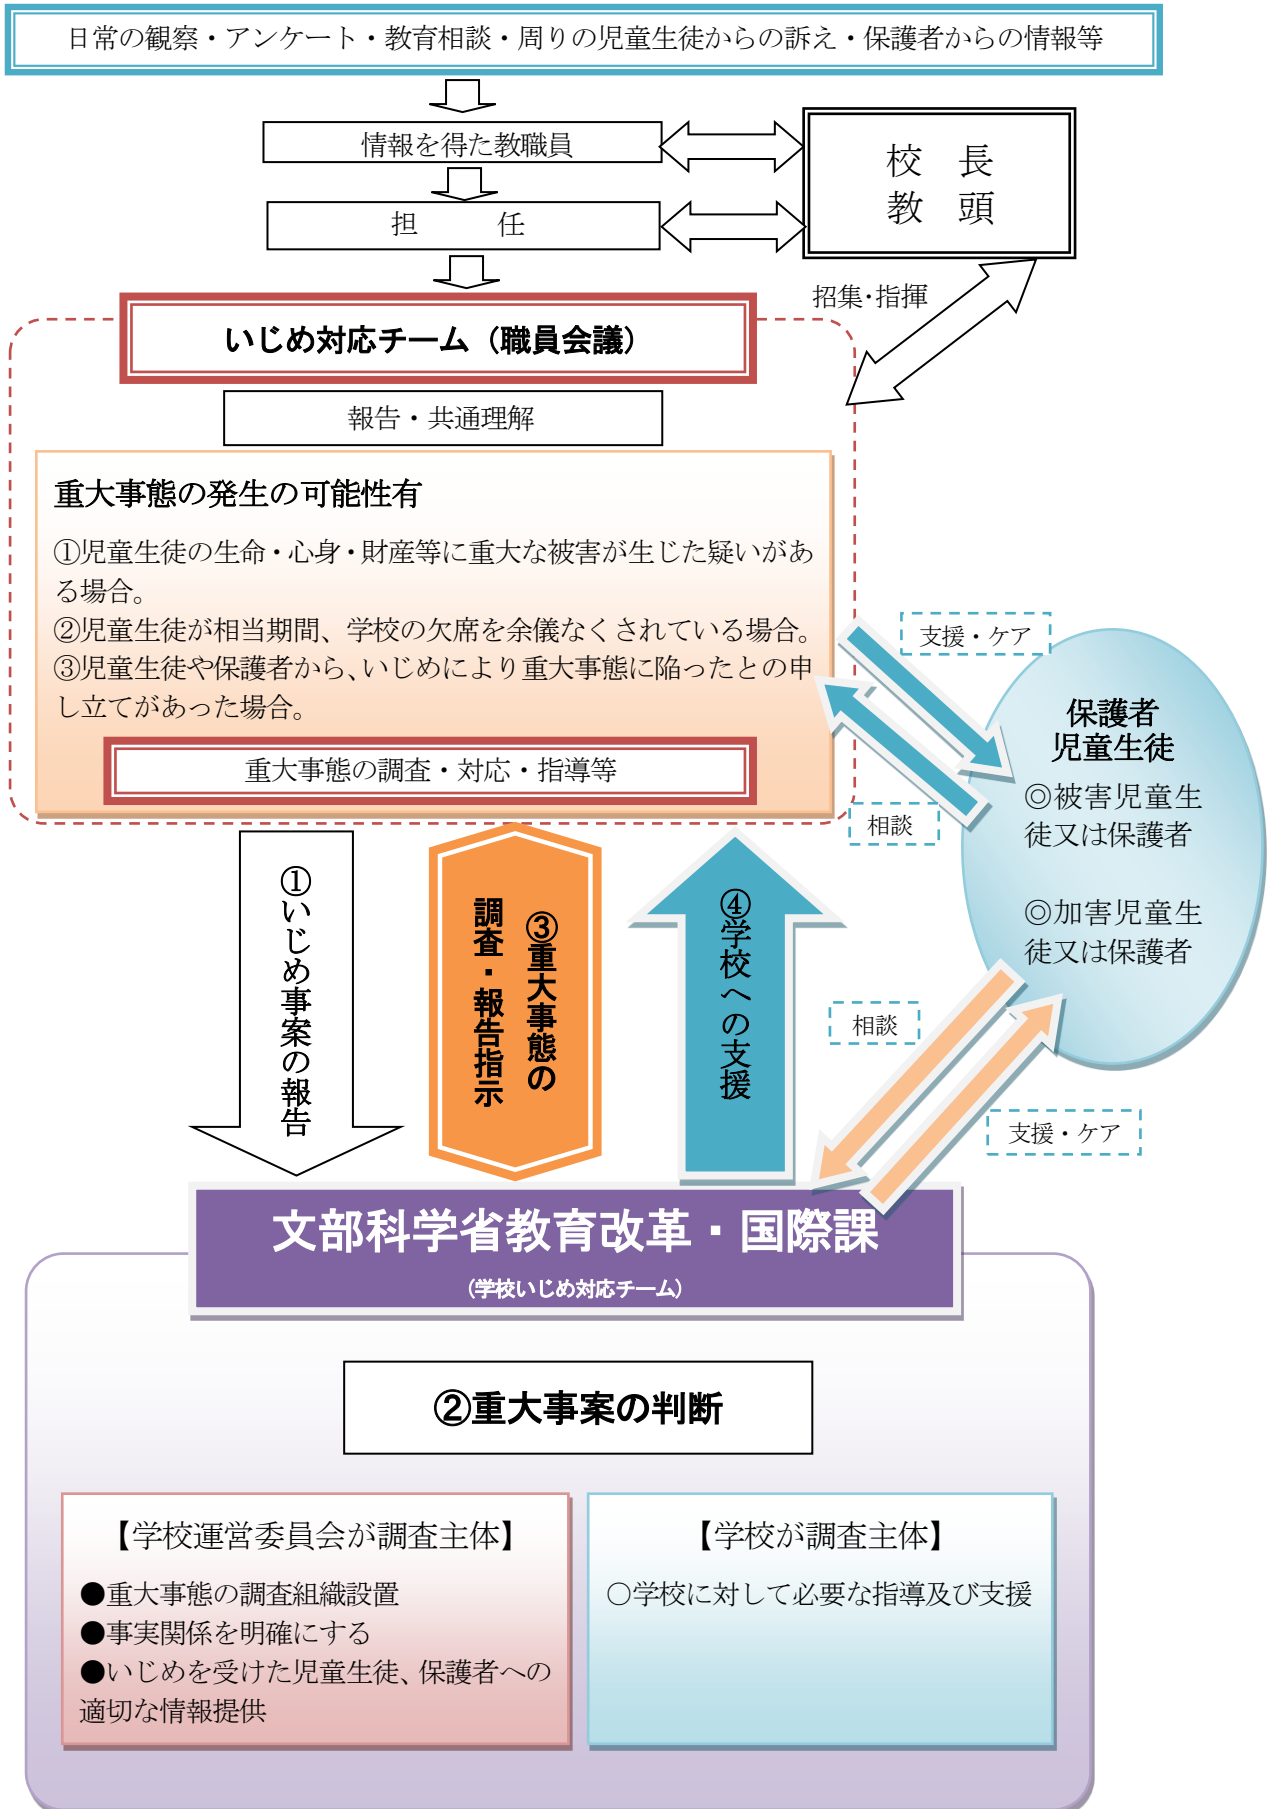 日常の観察・アンケート・教育相談・周りの児童生徒からの訴え・保護者からの情報等
情報を得た教職員
校　長
教　頭
担　　　任
招集・指揮
いじめ対応チーム（職員会議）
報告・共通理解
重大事態の発生の可能性有
①児童生徒の生命・心身・財産等に重大な被害が生じた疑いがあ
る場合。
②児童生徒が相当期間、学校の欠席を余儀なくされている場合。
③児童生徒や保護者から、いじめにより重大事態に陥ったとの申
し立てがあった場合。
重大事態の調査・対応・指導等
支援・ケア
相談
保護者
児童生徒
◎被害児童生
徒又は保護者
◎加害児童生
徒又は保護者
①いじめ事案の報告
③重大事態の
調査・報告指示
④学校への支援
相談
支援・ケア
文部科学省教育改革・国際課
（学校いじめ対応チーム）
②重大事案の判断
【学校運営委員会が調査主体】
●重大事態の調査組織設置
●事実関係を明確にする
●いじめを受けた児童生徒、保護者への
適切な情報提供
【学校が調査主体】
○学校に対して必要な指導及び支援